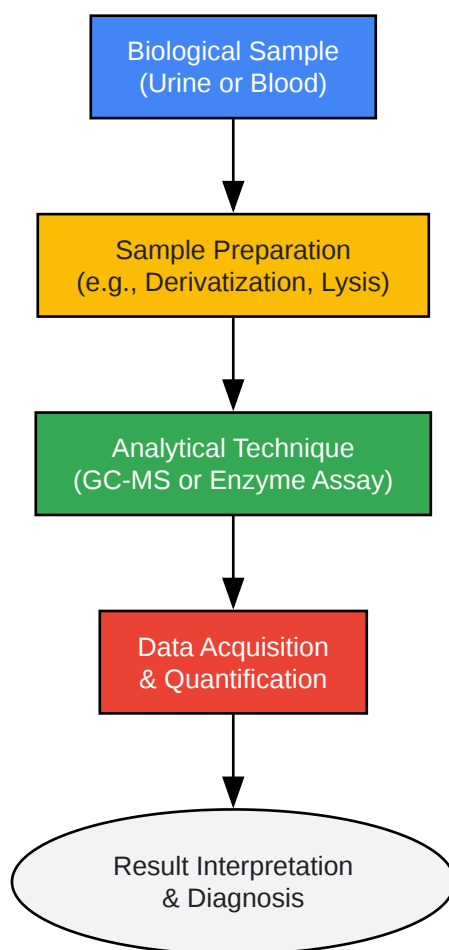 Biological Sample
(Urine or Blood)
Sample Preparation
(e.g., Derivatization, Lysis)
Analytical Technique
(GC-MS or Enzyme Assay)
Data Acquisition
& Quantification
Result Interpretation
& Diagnosis